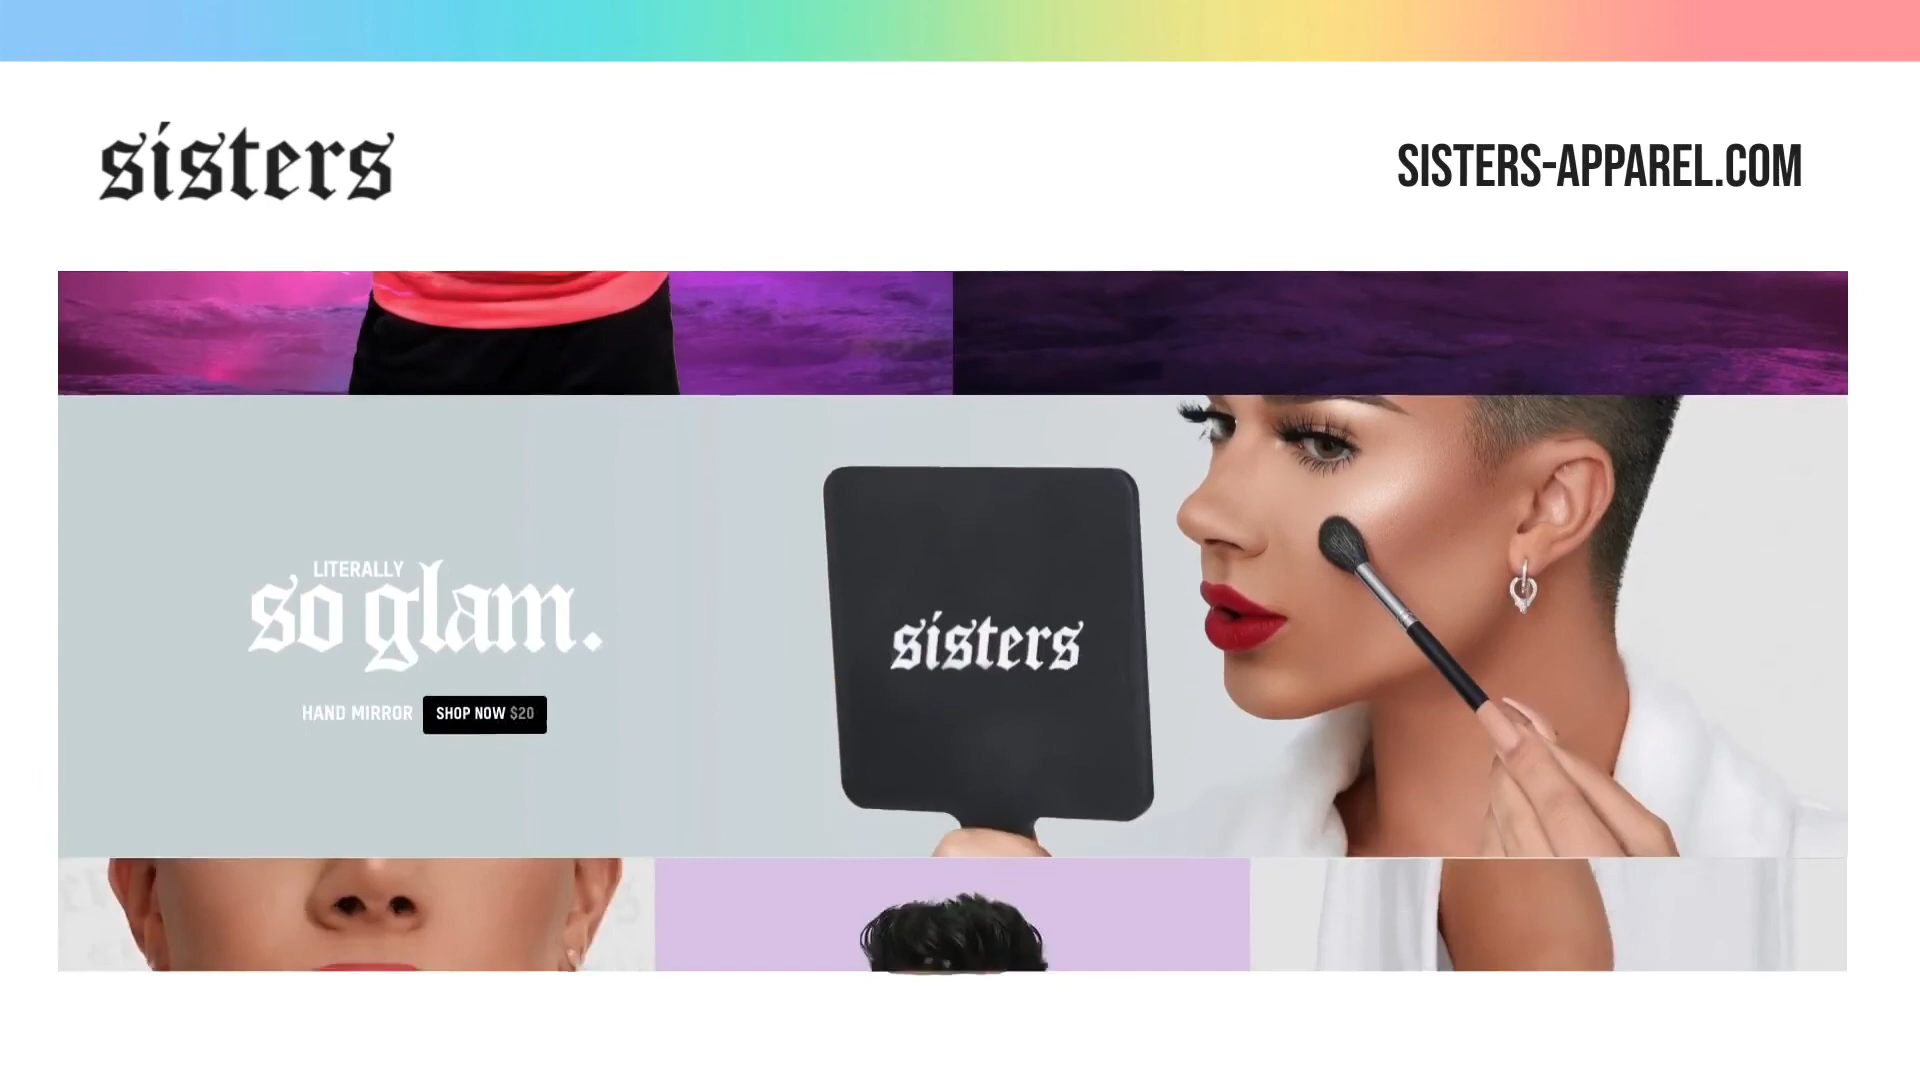 sisters
SISTERS-APPAREL.COM
LITERALLY
so glam.
HAND MIRROR SHOP NOW $20
sisters